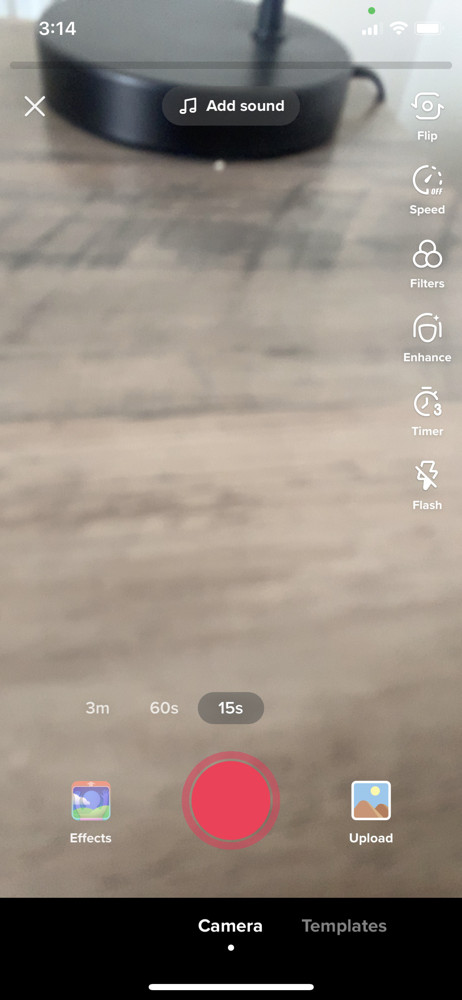 3:14
Add sound
Flip
OFF
Speed
Filters
Enhance
3
Timer
Flash
3m 60s 15s
Effects
Upload
Camera Templates